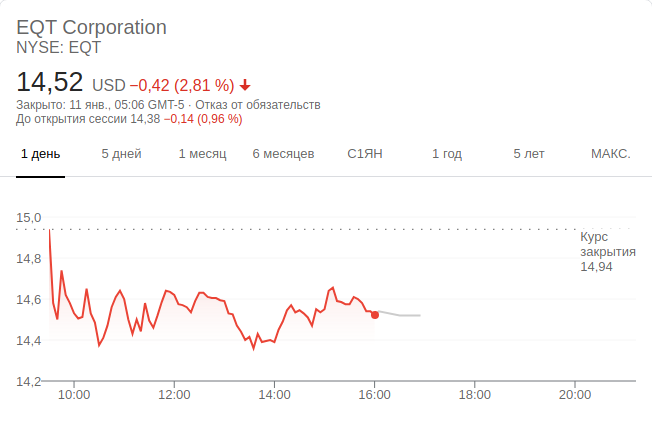 EQT Corporation
NYSE: EQT
14,52 USD −0,42 (2,81 %)
Закрыто: 11 янв., 05:06 GMT-5 · Отказ от обязательств
До открытия сессии 14,38 −0,14 (0,96 %)
1 день 5 дней 1 месяц 6 месяцев С1ЯН 1 год 5 лет МАКС.
15,0
Курс
закрытия
14,94
14,8
14,6
14,4
14,2
10:00 12:00 14:00 16:00 18:00 20:00